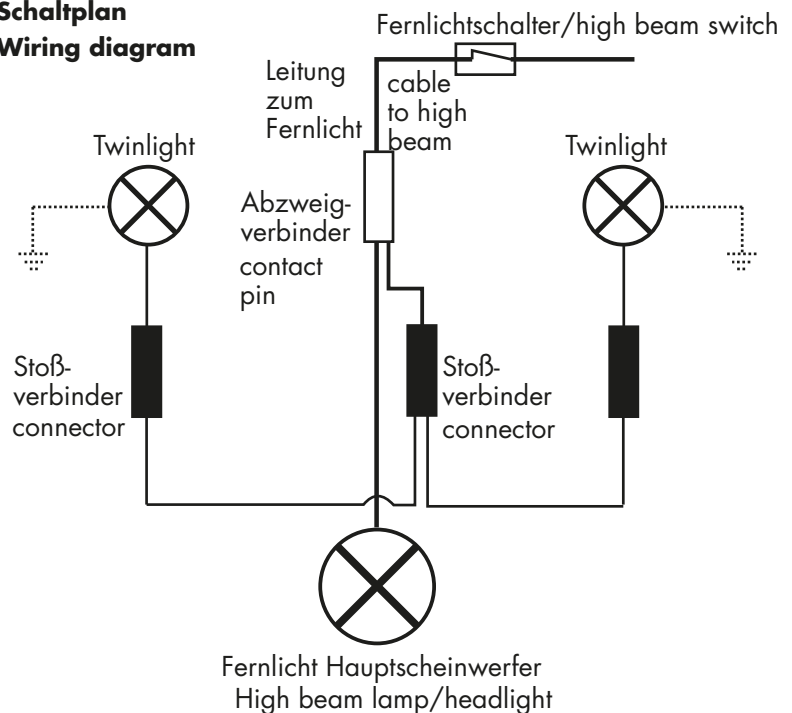 Schaltplan
Wiring diagram
Fernlichtschalter/high beam switch
Leitung
zum
Fernlicht
cable
to high
beam
Twinlight
Twinlight
Abzweig-
verbinder
contact
pin
Stoß-
verbinder
connector
Stoß-
verbinder
connector
Fernlicht Hauptscheinwerfer
High beam lamp/headlight